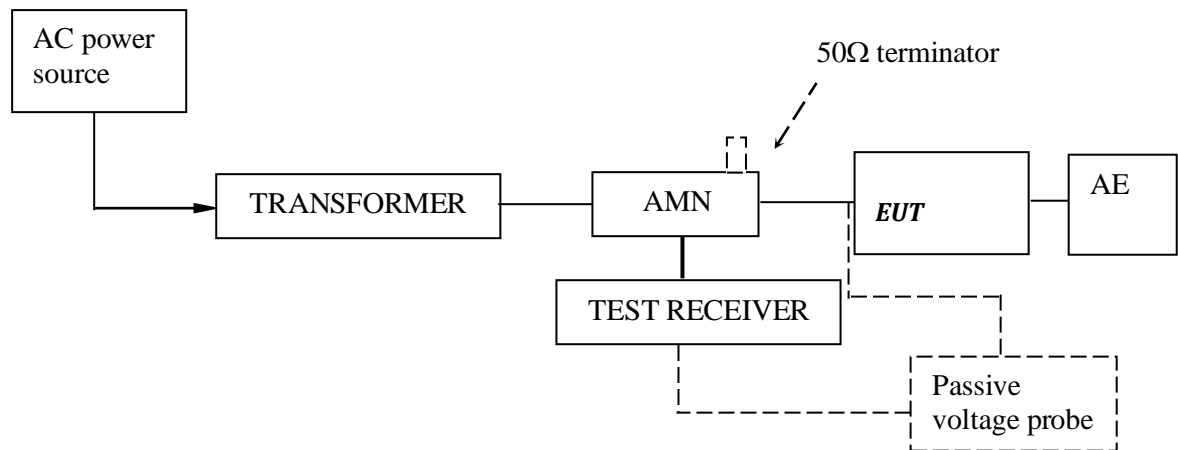 AC power
source
50Ω terminator
TRANSFORMER
AMN
EUT
AE
TEST RECEIVER
Passive
voltage probe